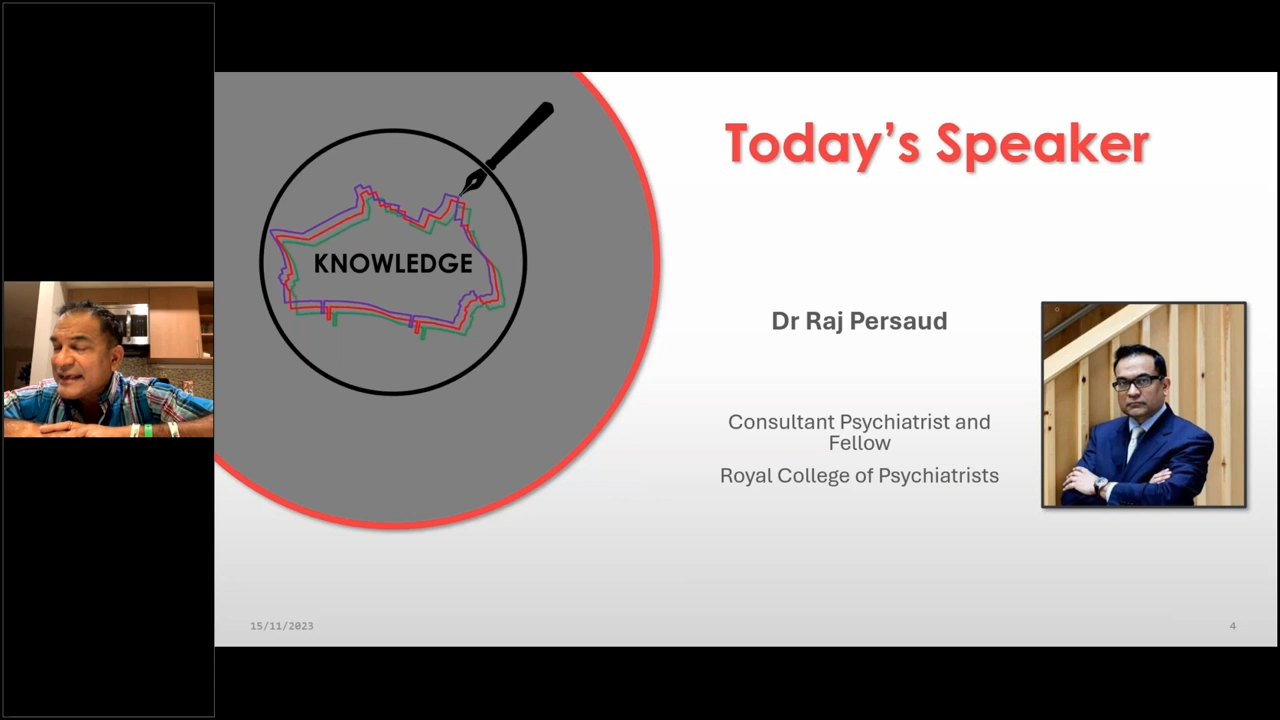 Today's Speaker
KNOWLEDGE
Dr Raj Persaud
Consultant Psychiatrist and
Fellow
Royal College of Psychiatrists
15/11/2023
4